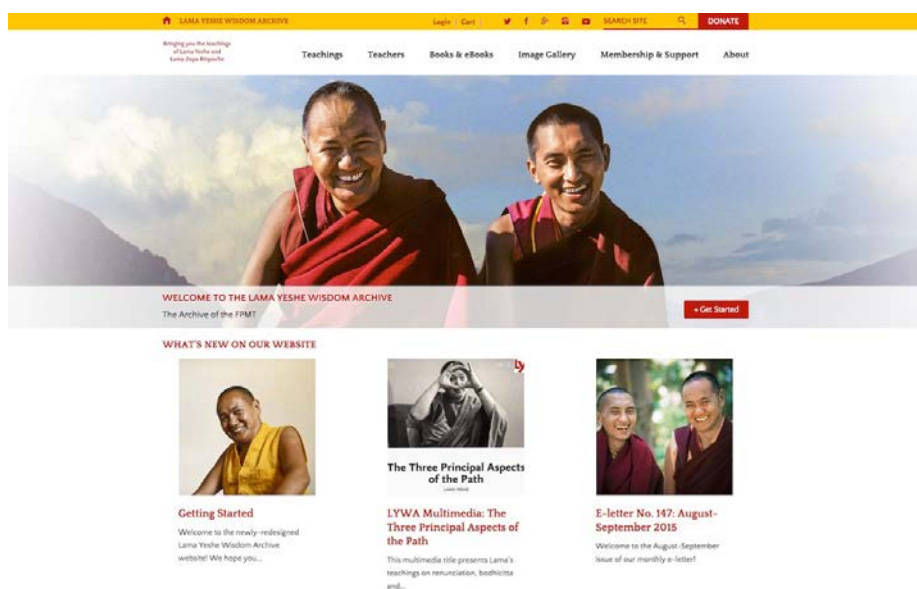 LAMA YESHE WISDOM ARCHIVE
Login | Cart |
SEARCH SITE
DONATE
Bringing you the teachings
of Lama Yeshe and
Lama Zopa Rinpoche
Teachings
Teachers
Books & eBooks
Image Gallery
Membership & Support
About
WELCOME TO THE LAMA YESHE WISDOM ARCHIVE
The Archive of the FPMT
+ Get Started
WHAT'S NEW ON OUR WEBSITE
Getting Started
Welcome to the newly-redesigned
Lama Yeshe Wisdom Archive
website! We hope you...
The Three Principal Aspects
of the Path
LYWA Multimedia: The
Three Principal Aspects of
the Path
This multimedia title presents Lama's
teachings on renunciation, bodhicitta
and...
E-letter No. 147: August-
September 2015
Welcome to the August-September
issue of our monthly e-letter!